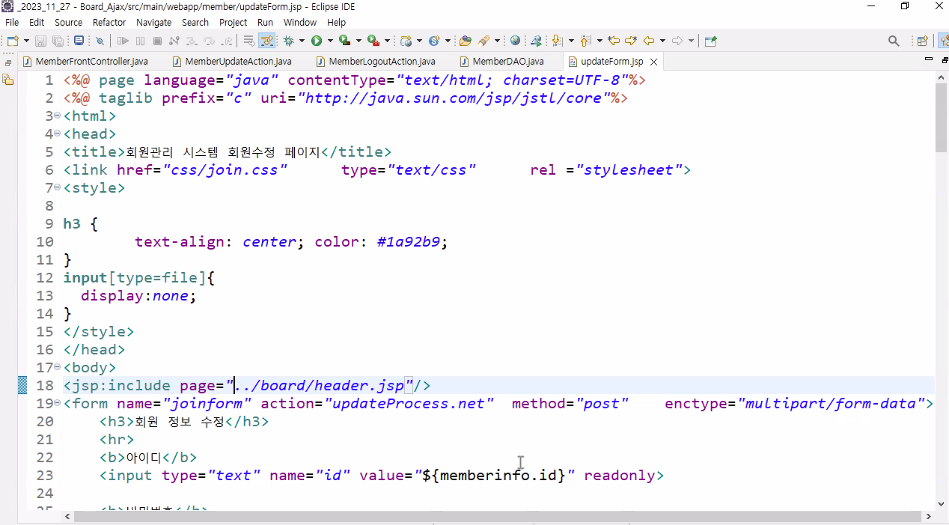 _2023_11_27 - Board_Ajax/src/main/webapp/member/updateForm.jsp - Eclipse IDE
File Edit Source Refactor Navigate Search Project Run Window Help
MemberFrontController.java MemberUpdateAction.java MemberLogoutAction.java MemberDAO.java updateForm.jsp
1 <%@ page language="java" contentType="text/html; charset=UTF-8"%>
2 <%@ taglib prefix="c" uri="http://java.sun.com/jsp/jstl/core"%>
3 <html>
4 <head>
5 <title>회원관리 시스템 회원수정 페이지</title>
6 <link href="css/join.css" type="text/css" rel ="stylesheet">
7 <style>
8
9 h3 {
10 text-align: center; color: #1a92b9;
11 }
12 input[type=file]{
13 display:none;
14 }
15 </style>
16 </head>
17 <body>
18 <jsp:include page="../board/header.jsp"/>
19 <form name="joinform" action="updateProcess.net" method="post" enctype="multipart/form-data">
20 <h3>회원 정보 수정</h3>
21 <hr>
22 <b>아이디</b>
23 <input type="text" name="id" value="${memberinfo.id}" readonly>
24